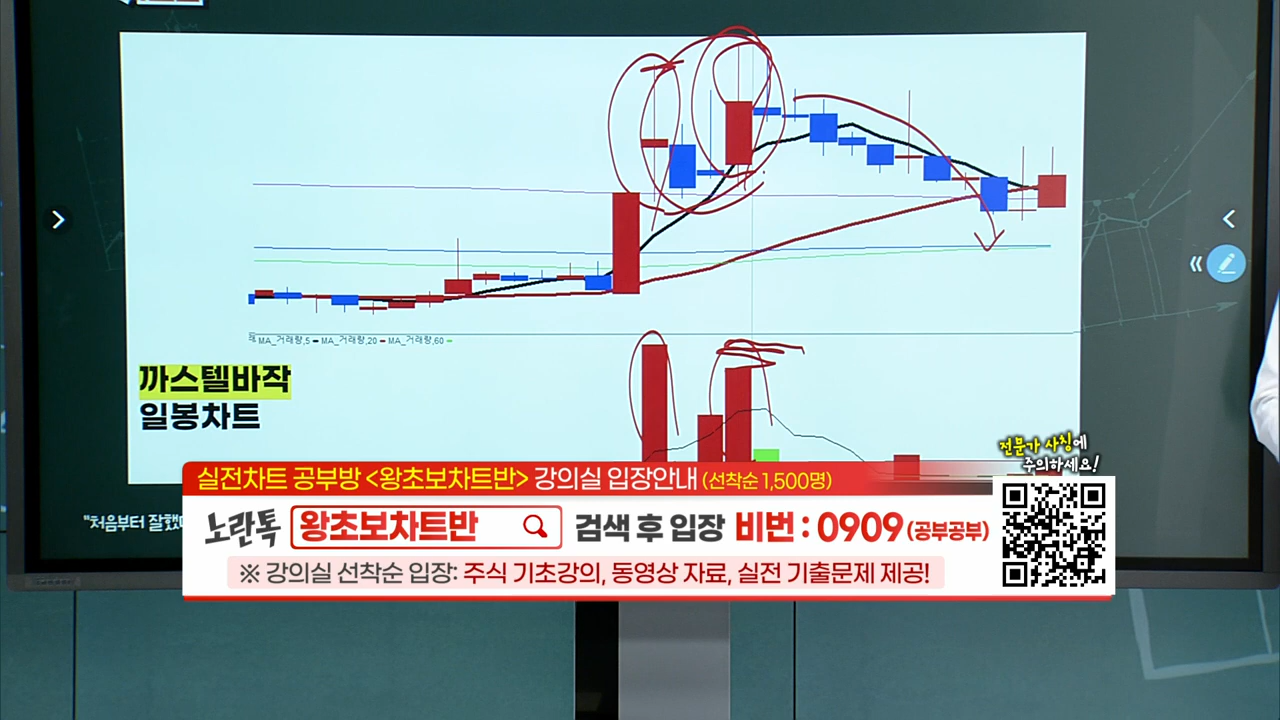 MA_거래량,5 MA_거래량,20 MA_거래량,60
까스텔바작
일봉차트
전문가 사칭에
주의하세요!
실전차트 공부방 <왕초보차트반> 강의실 입장안내 (선착순 1,500명)
"처음부터 잘했
노란톡 왕초보차트반 검색 후 입장 비번 : 0909 (공부공부)
※ 강의실 선착순 입장: 주식 기초강의, 동영상 자료, 실전 기출문제 제공!